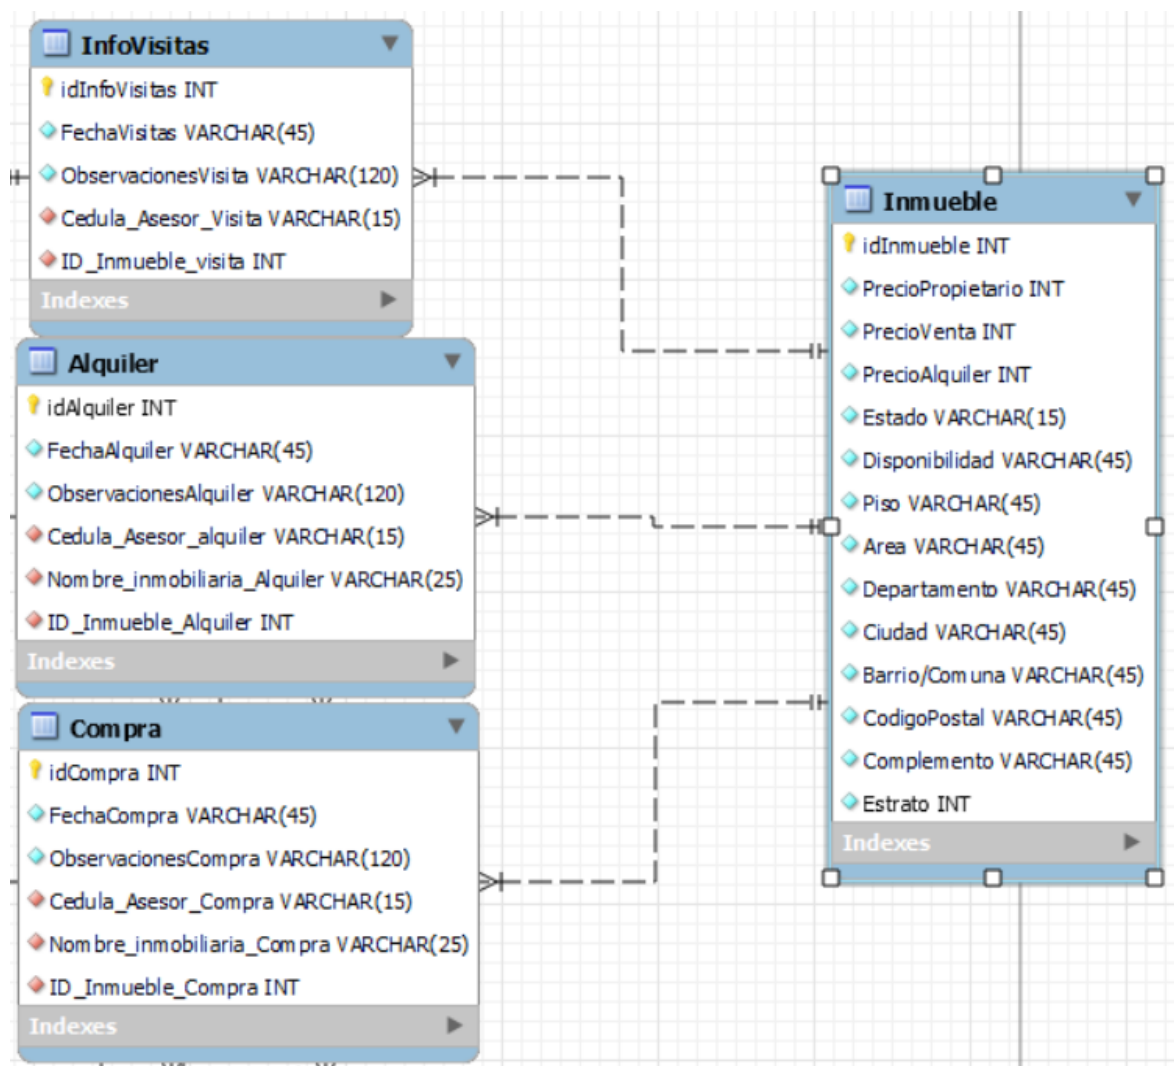 InfoVisitas
idInfoVisitas INT
FechaVisitas VARCHAR(45)
ObservacionesVisita VARCHAR(120)
Cedula_Asesor_Visita VARCHAR(15)
ID_Inmueble_visita INT
Indexes
Alquiler
idAlquiler INT
FechaAlquiler VARCHAR(45)
ObservacionesAlquiler VARCHAR(120)
Cedula_Asesor_alquiler VARCHAR(15)
Nombre_inmobiliaria_Alquiler VARCHAR(25)
ID_Inmueble_Alquiler INT
Indexes
Compra
idCompra INT
FechaCompra VARCHAR(45)
ObservacionesCompra VARCHAR(120)
Cedula_Asesor_Compra VARCHAR(15)
Nombre_inmobiliaria_Compra VARCHAR(25)
ID_Inmueble_Compra INT
Indexes
Inmueble
idInmueble INT
PrecioPropietario INT
PrecioVenta INT
PrecioAlquiler INT
Estado VARCHAR(15)
Disponibilidad VARCHAR(45)
Piso VARCHAR(45)
Area VARCHAR(45)
Departamento VARCHAR(45)
Ciudad VARCHAR(45)
Barrio/Comuna VARCHAR(45)
CodigoPostal VARCHAR(45)
Complemento VARCHAR(45)
Estrato INT
Indexes